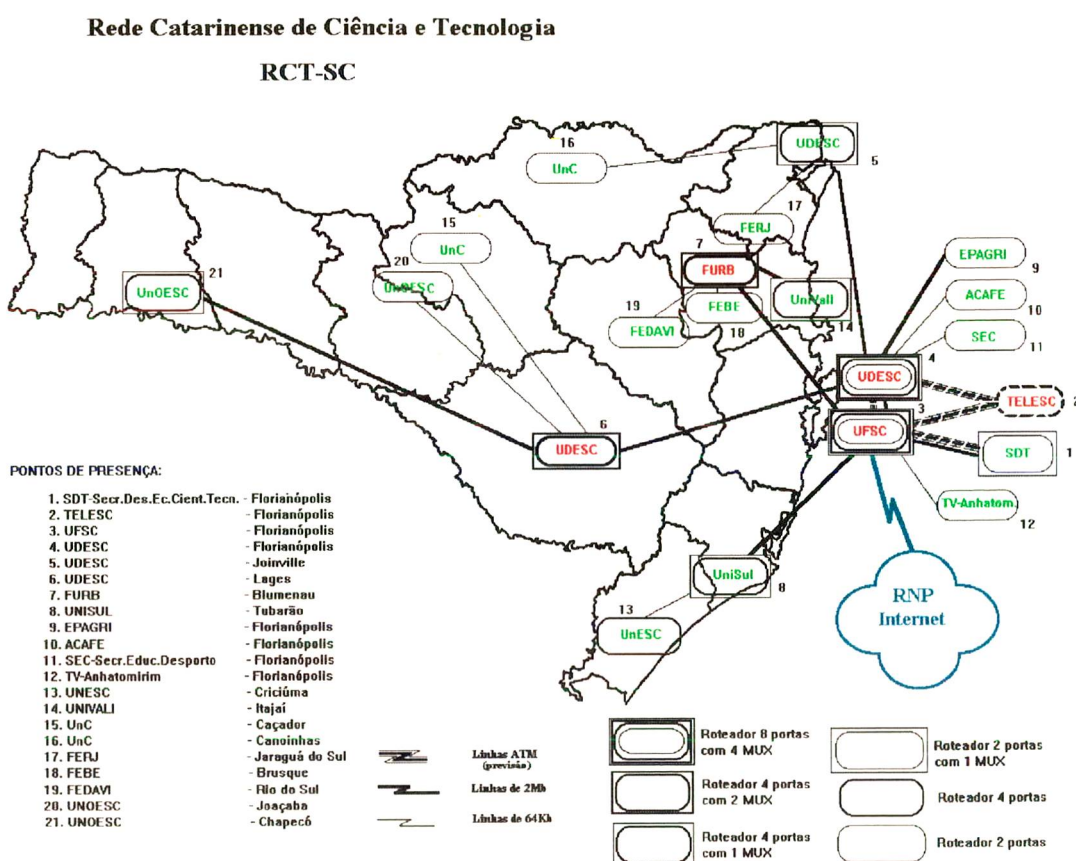 Rede Catarinense de Ciência e Tecnologia
RCT-SC
16
UnC
UDESC
5
15
UnC
17
FERJ
20
UnOESC
7
FURB
21
UnOESC
FEBE
18
19
FEDAVI
UniVali
14
EPAGRI
9
ACAFE
10
SEC
11
4
UDESC
3
TELESC
2
UFSC
SDT
1
6
UDESC
TV-Anhatom.
12
UniSul
8
13
UnESC
RNP
Internet
PONTOS DE PRESENÇA:
1. SDT-Secr.Des.Ec.Cient.Tecn. - Florianópolis
2. TELESC - Florianópolis
3. UFSC - Florianópolis
4. UDESC - Florianópolis
5. UDESC - Joinville
6. UDESC - Lages
7. FURB - Blumenau
8. UNISUL - Tubarão
9. EPAGRI - Florianópolis
10. ACAFE - Florianópolis
11. SEC-Secr.Educ.Desporto - Florianópolis
12. TV-Anhatomirim - Florianópolis
13. UNESC - Criciúma
14. UNIVALI - Itajaí
15. UnC - Caçador
16. UnC - Canoinhas
17. FERJ - Jaraguá do Sul
18. FEBE - Brusque
19. FEDAVI - Rio do Sul
20. UNOESC - Joaçaba
21. UNOESC - Chapecó
Linhas ATM
(previsão)
Linhas de 2Mb
Linhas de 64Kb
Roteador 8 portas
com 4 MUX
Roteador 4 portas
com 2 MUX
Roteador 4 portas
com 1 MUX
Roteador 2 portas
com 1 MUX
Roteador 4 portas
Roteador 2 portas